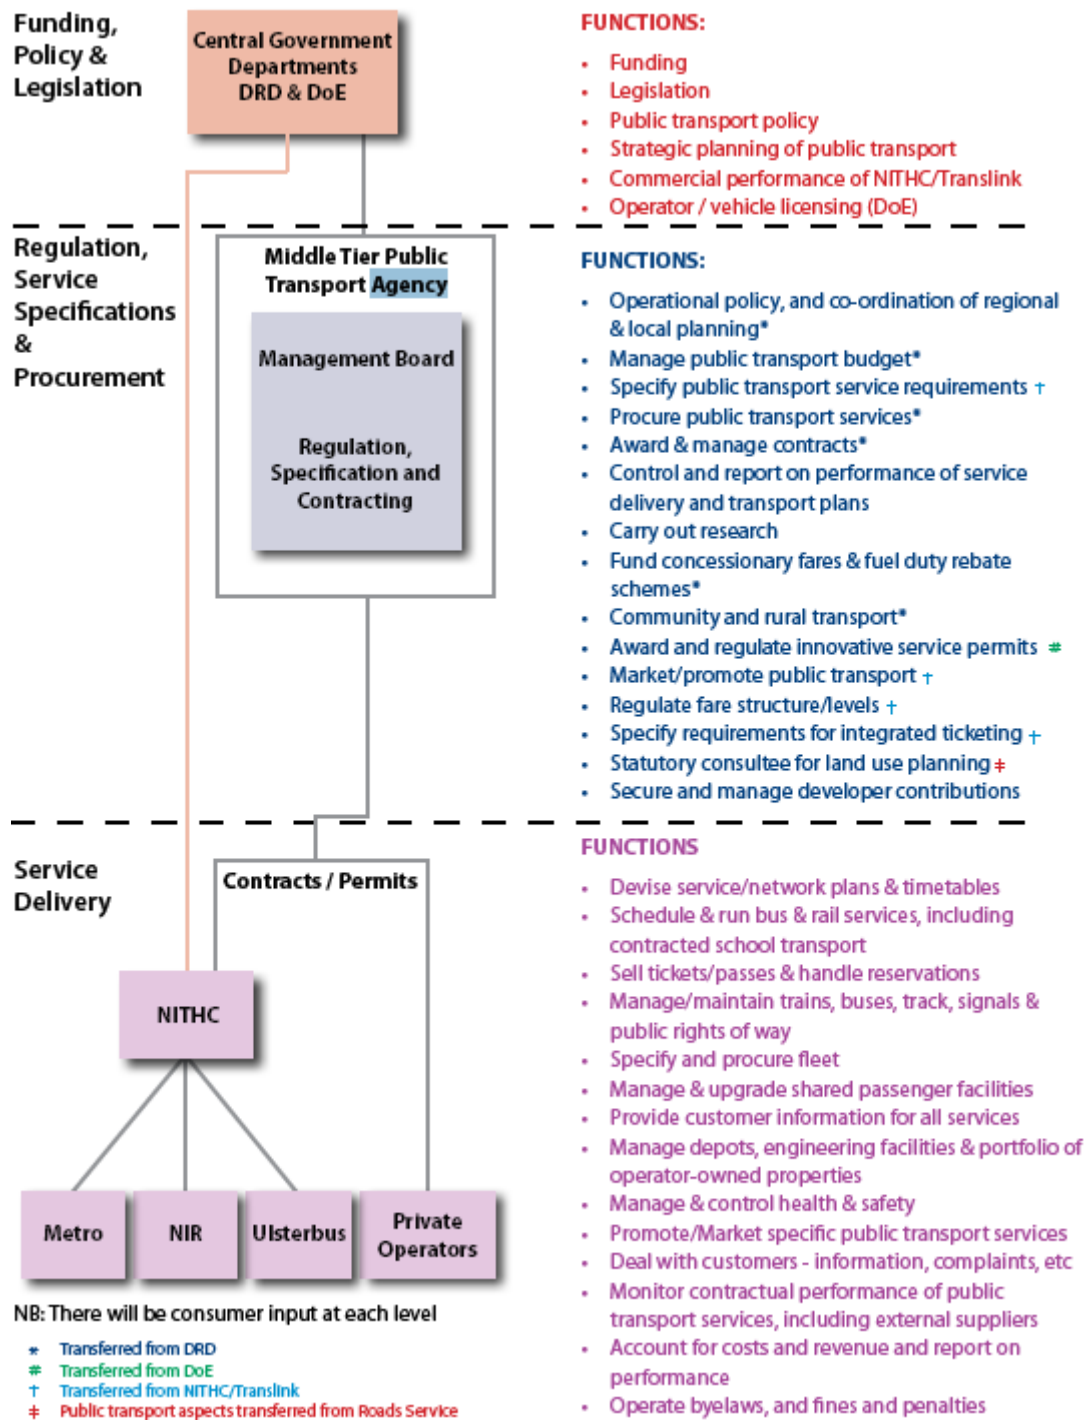 Funding,
Policy &
Legislation
Central Government
Departments
DRD & DoE
FUNCTIONS:
• Funding
• Legislation
• Public transport policy
• Strategic planning of public transport
• Commercial performance of NITHC/Translink
• Operator / vehicle licensing (DoE)
Regulation,
Service
Specifications
&
Procurement
Middle Tier Public
Transport Agency
Management Board
Regulation,
Specification and
Contracting
FUNCTIONS:
• Operational policy, and co-ordination of regional
& local planning*
• Manage public transport budget*
• Specify public transport service requirements †
• Procure public transport services*
• Award & manage contracts*
• Control and report on performance of service
delivery and transport plans
• Carry out research
• Fund concessionary fares & fuel duty rebate
schemes*
• Community and rural transport*
• Award and regulate innovative service permits #
• Market/promote public transport †
• Regulate fare structure/levels †
• Specify requirements for integrated ticketing †
• Statutory consultee for land use planning ‡
• Secure and manage developer contributions
Service
Delivery
Contracts / Permits
NITHC
Metro
NIR
Ulsterbus
Private
Operators
FUNCTIONS
• Devise service/network plans & timetables
• Schedule & run bus & rail services, including
contracted school transport
• Sell tickets/passes & handle reservations
• Manage/maintain trains, buses, track, signals &
public rights of way
• Specify and procure fleet
• Manage & upgrade shared passenger facilities
• Provide customer information for all services
• Manage depots, engineering facilities & portfolio of
operator-owned properties
• Manage & control health & safety
• Promote/Market specific public transport services
• Deal with customers - information, complaints, etc
• Monitor contractual performance of public
transport services, including external suppliers
• Account for costs and revenue and report on
performance
• Operate byelaws, and fines and penalties
NB: There will be consumer input at each level
* Transferred from DRD
# Transferred from DoE
† Transferred from NITHC/Translink
‡ Public transport aspects transferred from Roads Service